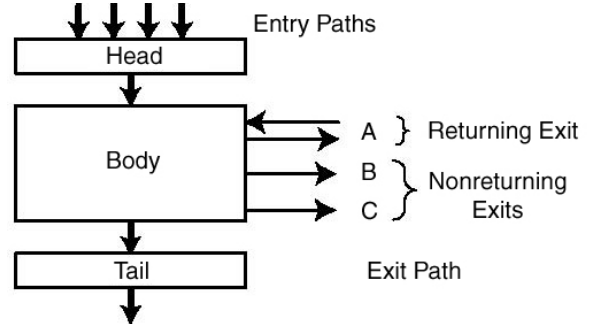 Entry Paths
Head
Body
A } Returning Exit
B
C } Nonreturning
Exits
Tail
Exit Path